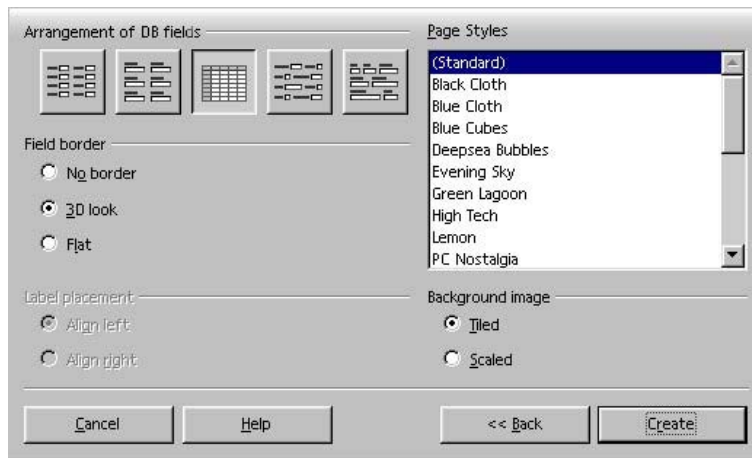 Arrangement of DB fields
Field border
No border
3D look
Flat
Label placement
Align left
Align right
Page Styles
(Standard)
Black Cloth
Blue Cloth
Blue Cubes
Deepsea Bubbles
Evening Sky
Green Lagoon
High Tech
Lemon
PC Nostalgia
Background image
Tiled
Scaled
Cancel
Help
<< Back
Create